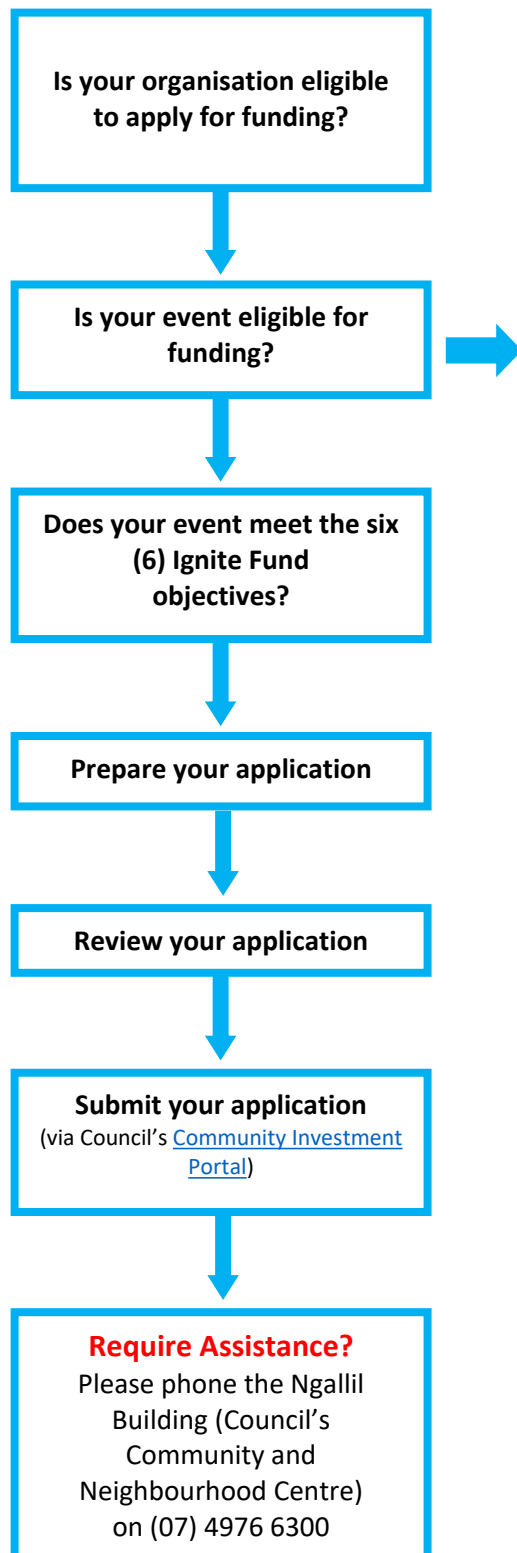 Is your organisation eligible
to apply for funding?
Is your event eligible for
funding?
Does your event meet the six
(6) Ignite Fund
objectives?
Prepare your application
Review your application
Submit your application
(via Council’s Community Investment
Portal)
Require Assistance?
Please phone the Ngallil
Building (Council’s
Community and
Neighbourhood Centre)
on (07) 4976 6300